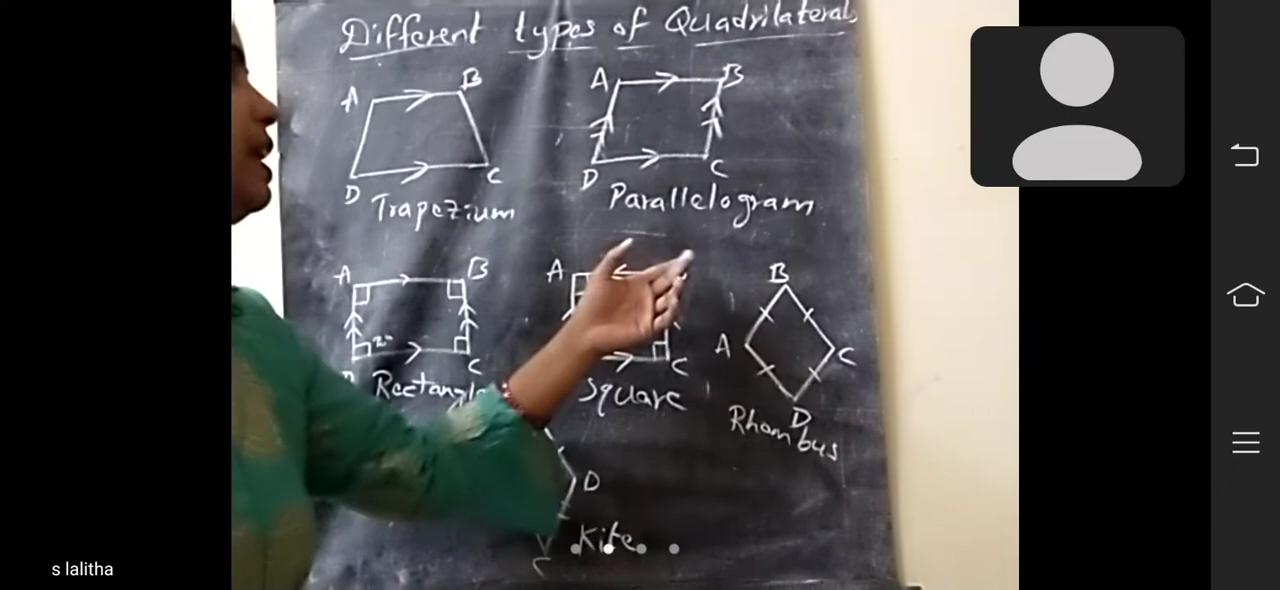 Different types of Quadrilaterals
A B
D C
Trapezium
A B
D C
Parallelogram
A B
C
Rectangle
A
C
Square
B
A C
D
Rhombus
D
C
Kite
s lalitha